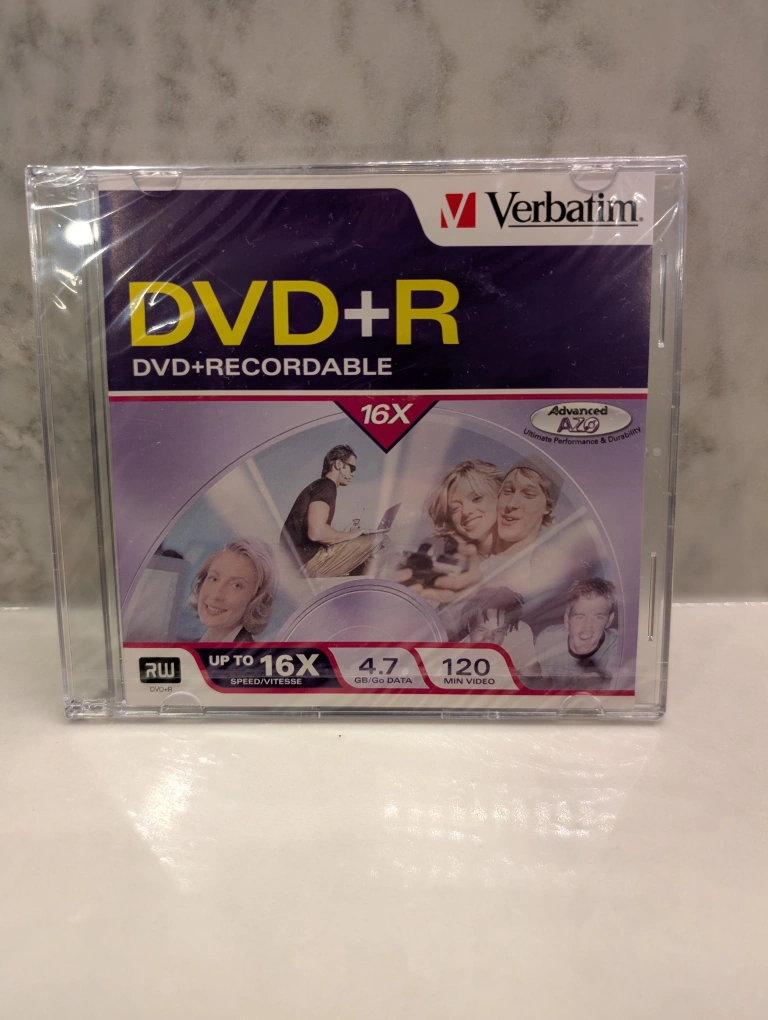 Verbatim.
DVD+R
DVD+RECORDABLE
16X
Advanced
AZO
Ultimate Performance & Durability
RW
DVD+R
UP TO 16X
SPEED/VITESSE
4.7
GB/Go DATA
120
MIN VIDEO